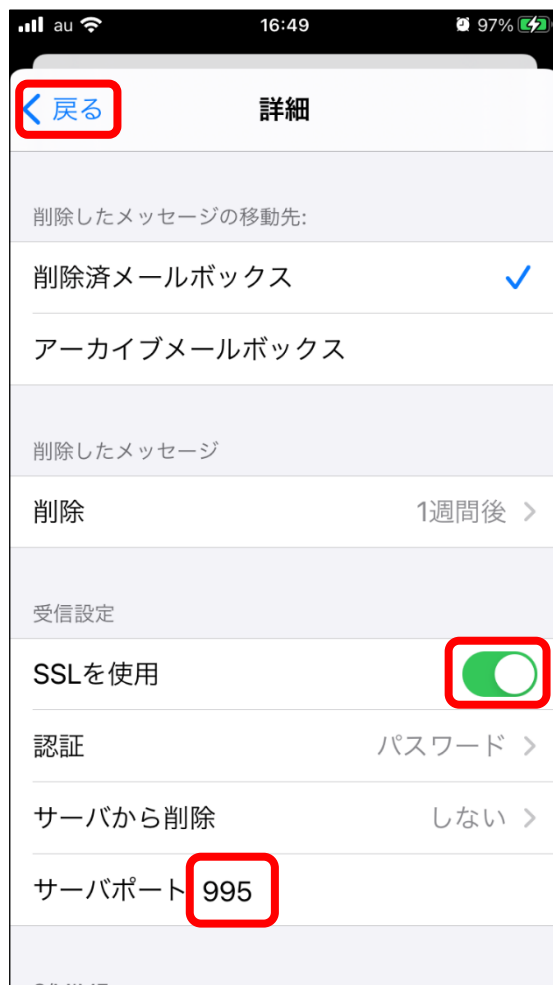 au 16:49 97%
戻る 詳細
削除したメッセージの移動先:
削除済メールボックス
アーカイブメールボックス
削除したメッセージ
削除 1週間後
受信設定
SSLを使用
認証 パスワード
サーバから削除 しない
サーバポート 995